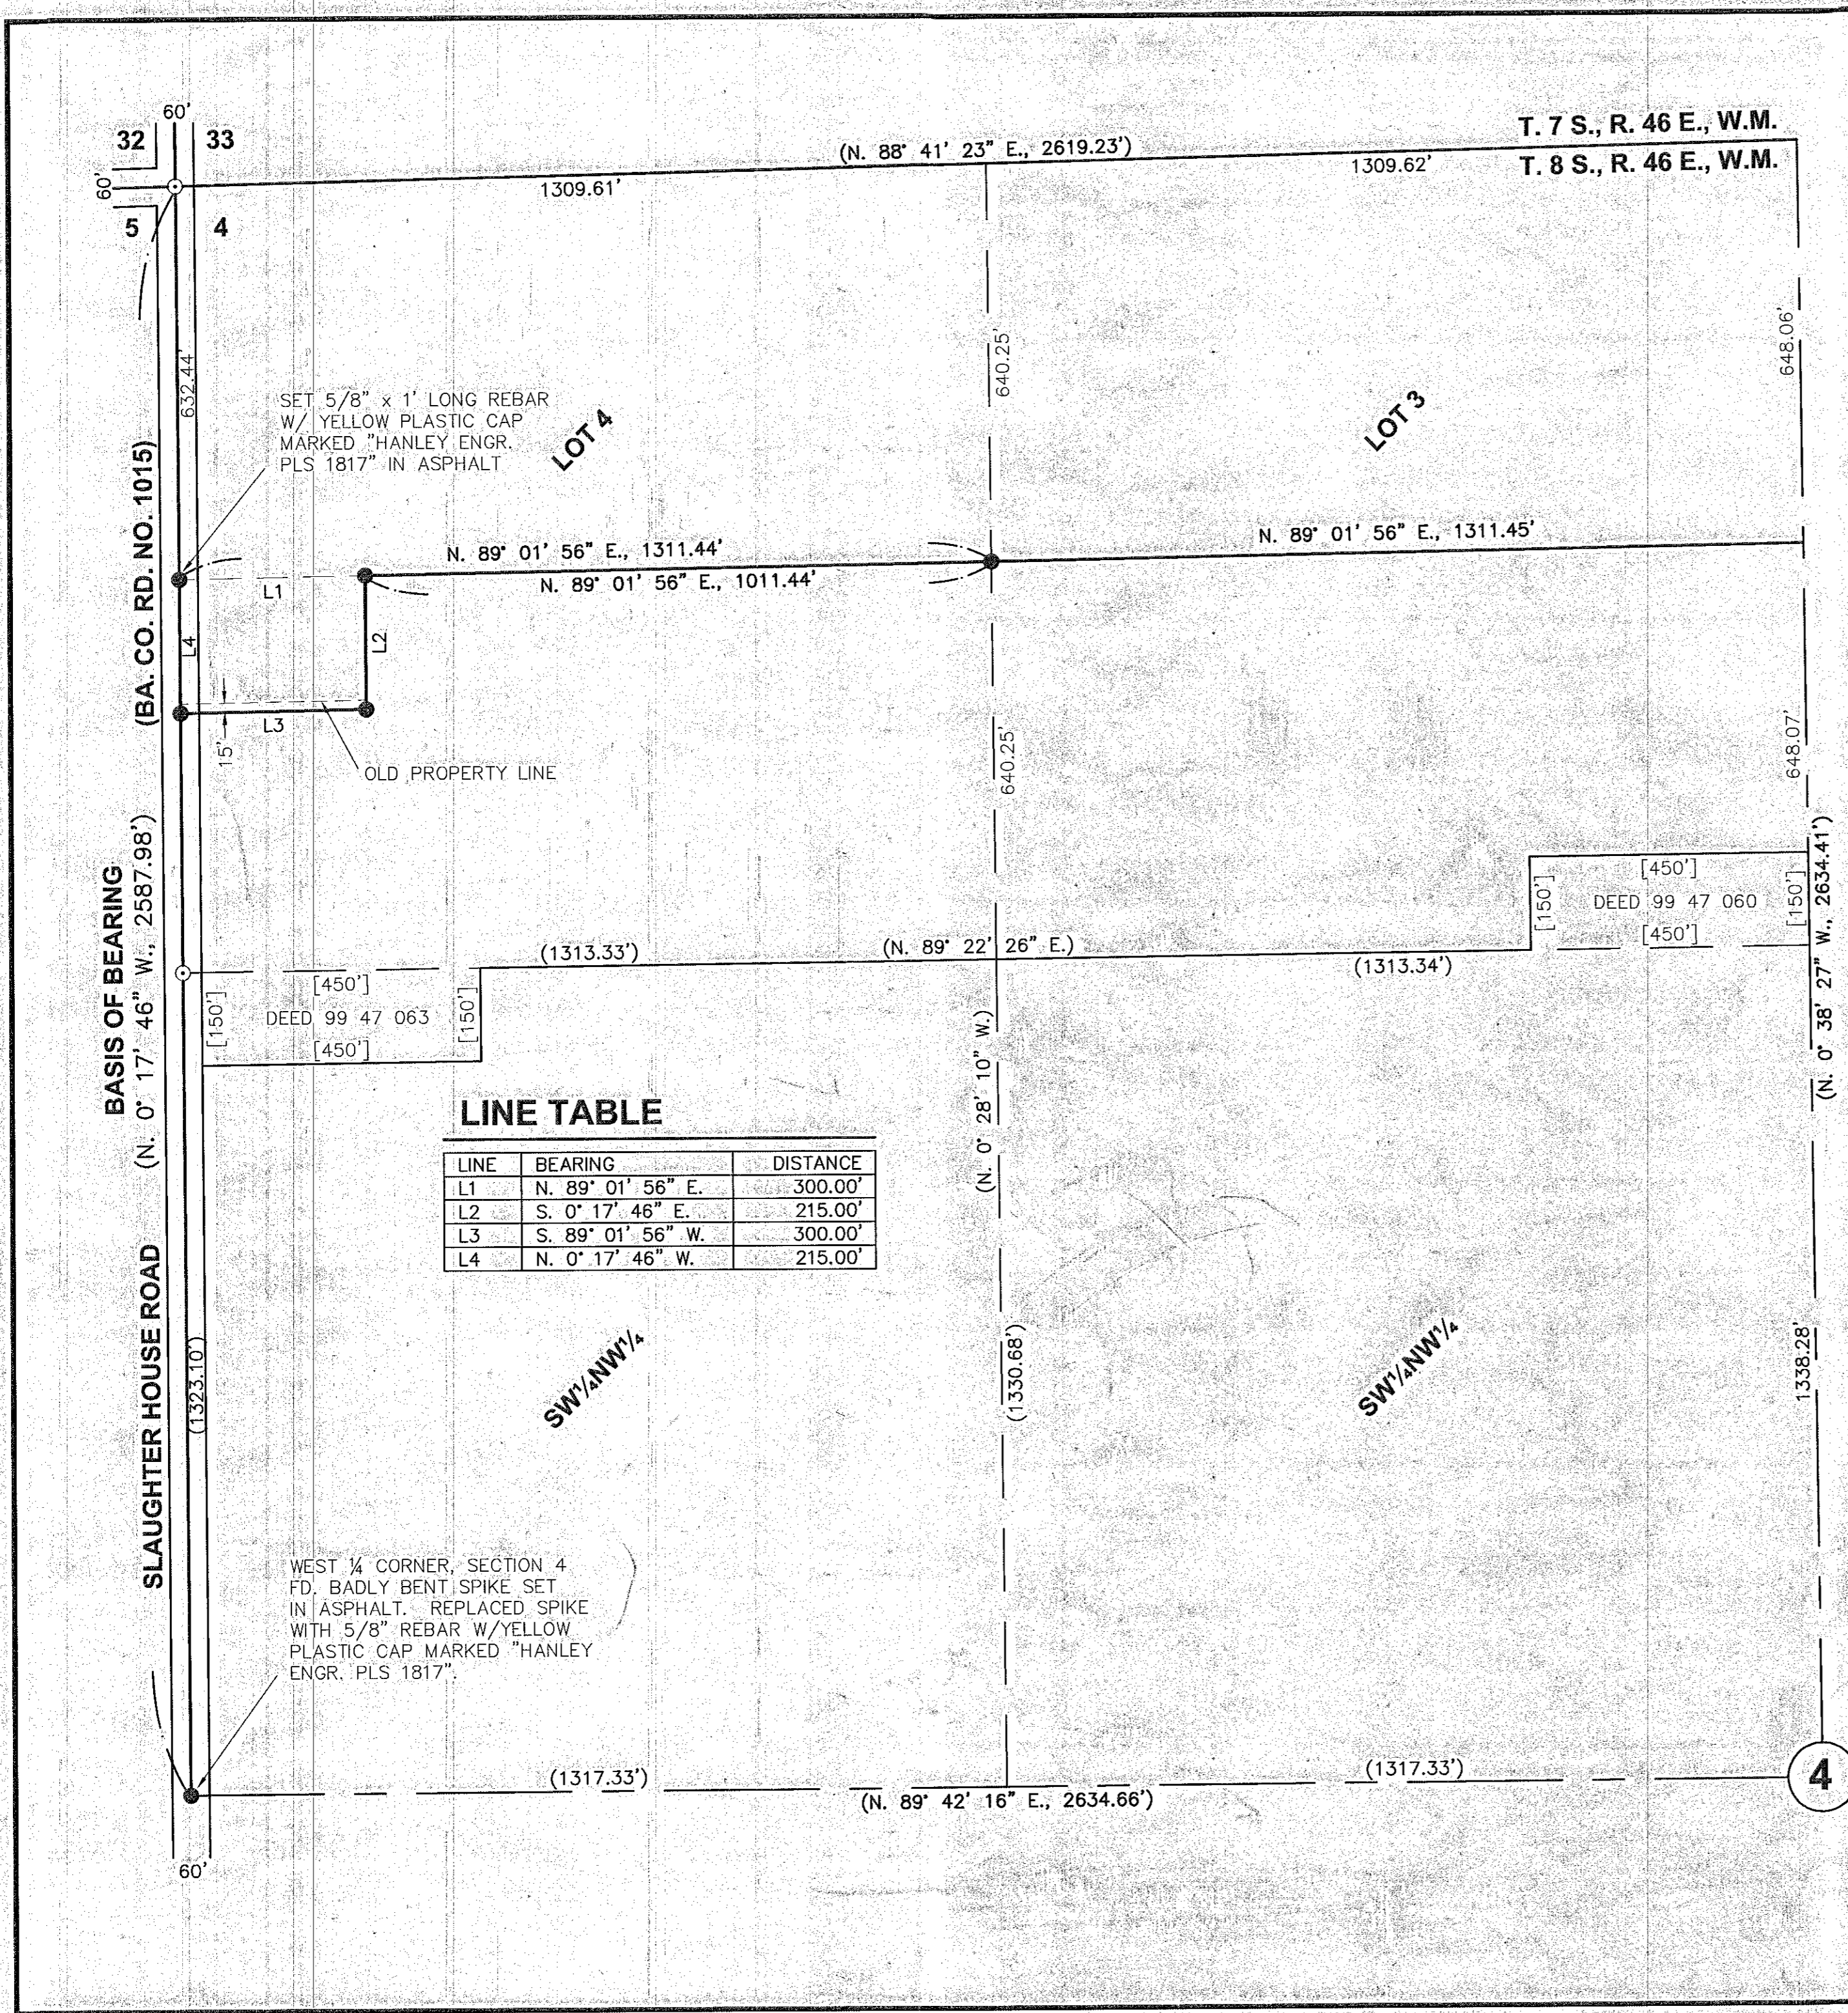 60'
32
33
60'
5
4
T. 7 S., R. 46 E., W.M.
T. 8 S., R. 46 E., W.M.
(N. 88° 41' 23" E., 2619.23')
1309.61'
1309.62'
632.44'
640.25'
648.06'
SET 5/8" x 1' LONG REBAR
W/ YELLOW PLASTIC CAP
MARKED "HANLEY ENGR.
PLS 1817" IN ASPHALT
LOT 4
LOT 3
(BA. CO. RD. NO. 1015)
N. 89° 01' 56" E., 1311.44'
N. 89° 01' 56" E., 1011.44'
N. 89° 01' 56" E., 1311.45'
L1
L2
L4
L3
15'
OLD PROPERTY LINE
640.25'
648.07'
BASIS OF BEARING
(N. 0° 17' 46" W., 2587.98')
(1313.33')
(N. 89° 22' 26" E.)
(1313.34')
[450']
DEED 99 47 060
[450']
[150']
[150']
[450']
DEED 99 47 063
[450']
[150']
[150']
(N. 0° 28' 10" W.)
(N. 0° 38' 27" W., 2634.41')
LINE TABLE
LINE BEARING DISTANCE
L1 N. 89° 01' 56" E. 300.00'
L2 S. 0° 17' 46" E. 215.00'
L3 S. 89° 01' 56" W. 300.00'
L4 N. 0° 17' 46" W. 215.00'
SLAUGHTER HOUSE ROAD
(1323.10')
SW¼NW¼
(1330.68')
SW¼NW¼
1338.28'
WEST ¼ CORNER, SECTION 4
FD. BADLY BENT SPIKE SET
IN ASPHALT. REPLACED SPIKE
WITH 5/8" REBAR W/YELLOW
PLASTIC CAP MARKED "HANLEY
ENGR. PLS 1817".
(1317.33')
(N. 89° 42' 16" E., 2634.66')
(1317.33')
4
60'